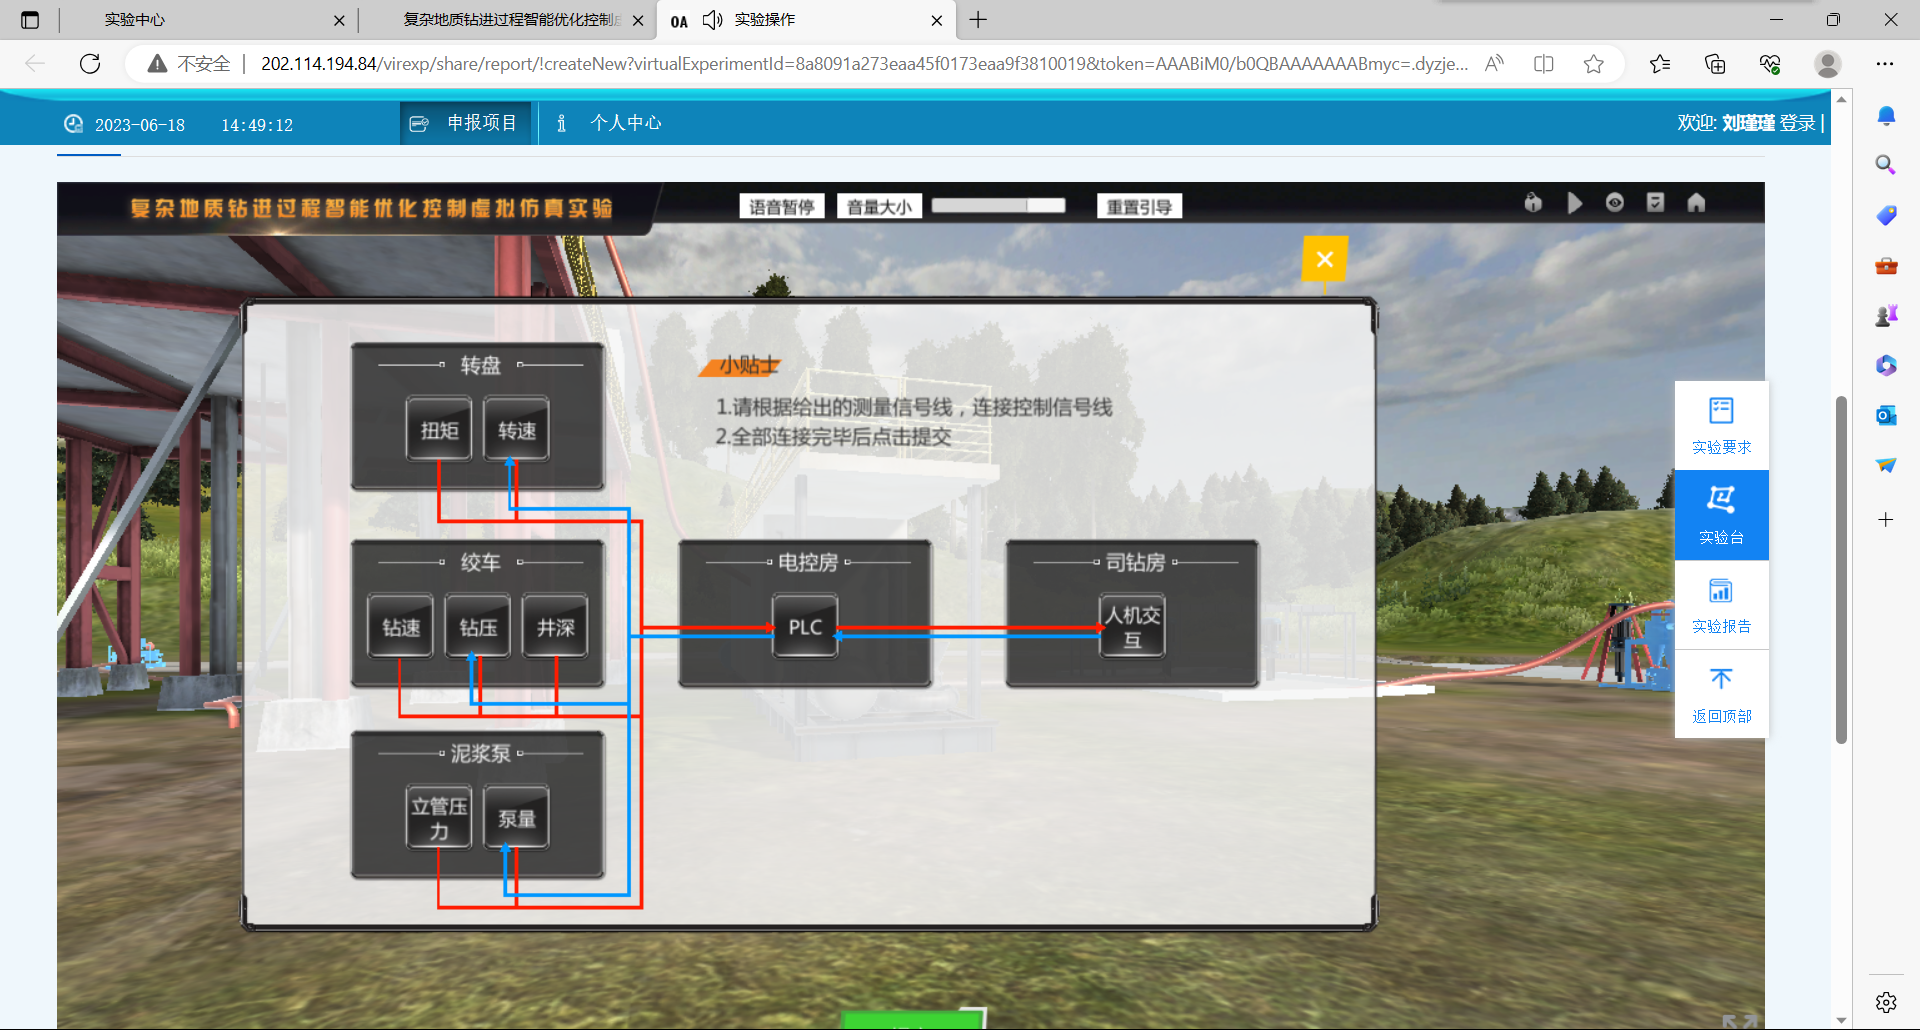 实验中心
复杂地质钻进过程智能优化控制
OA
实验操作
不安全
202.114.194.84/virexp/share/report/!createNew?virtualExperimentId=8a8091a273eaa45f0173eaa9f3810019&token=AAABiM0/b0QBAAAAAAABmyc=.dyzje...
2023-06-18
14:49:12
申报项目
个人中心
欢迎: 刘瑾瑾 登录 |
复杂地质钻进过程智能优化控制虚拟仿真实验
语音暂停
音量大小
重置引导
转盘
扭矩
转速
小贴士
1.请根据给出的测量信号线，连接控制信号线
2.全部连接完毕后点击提交
绞车
钻速
钻压
井深
电控房
PLC
司钻房
人机交
互
泥浆泵
立管压
力
泵量
实验要求
实验台
实验报告
返回顶部